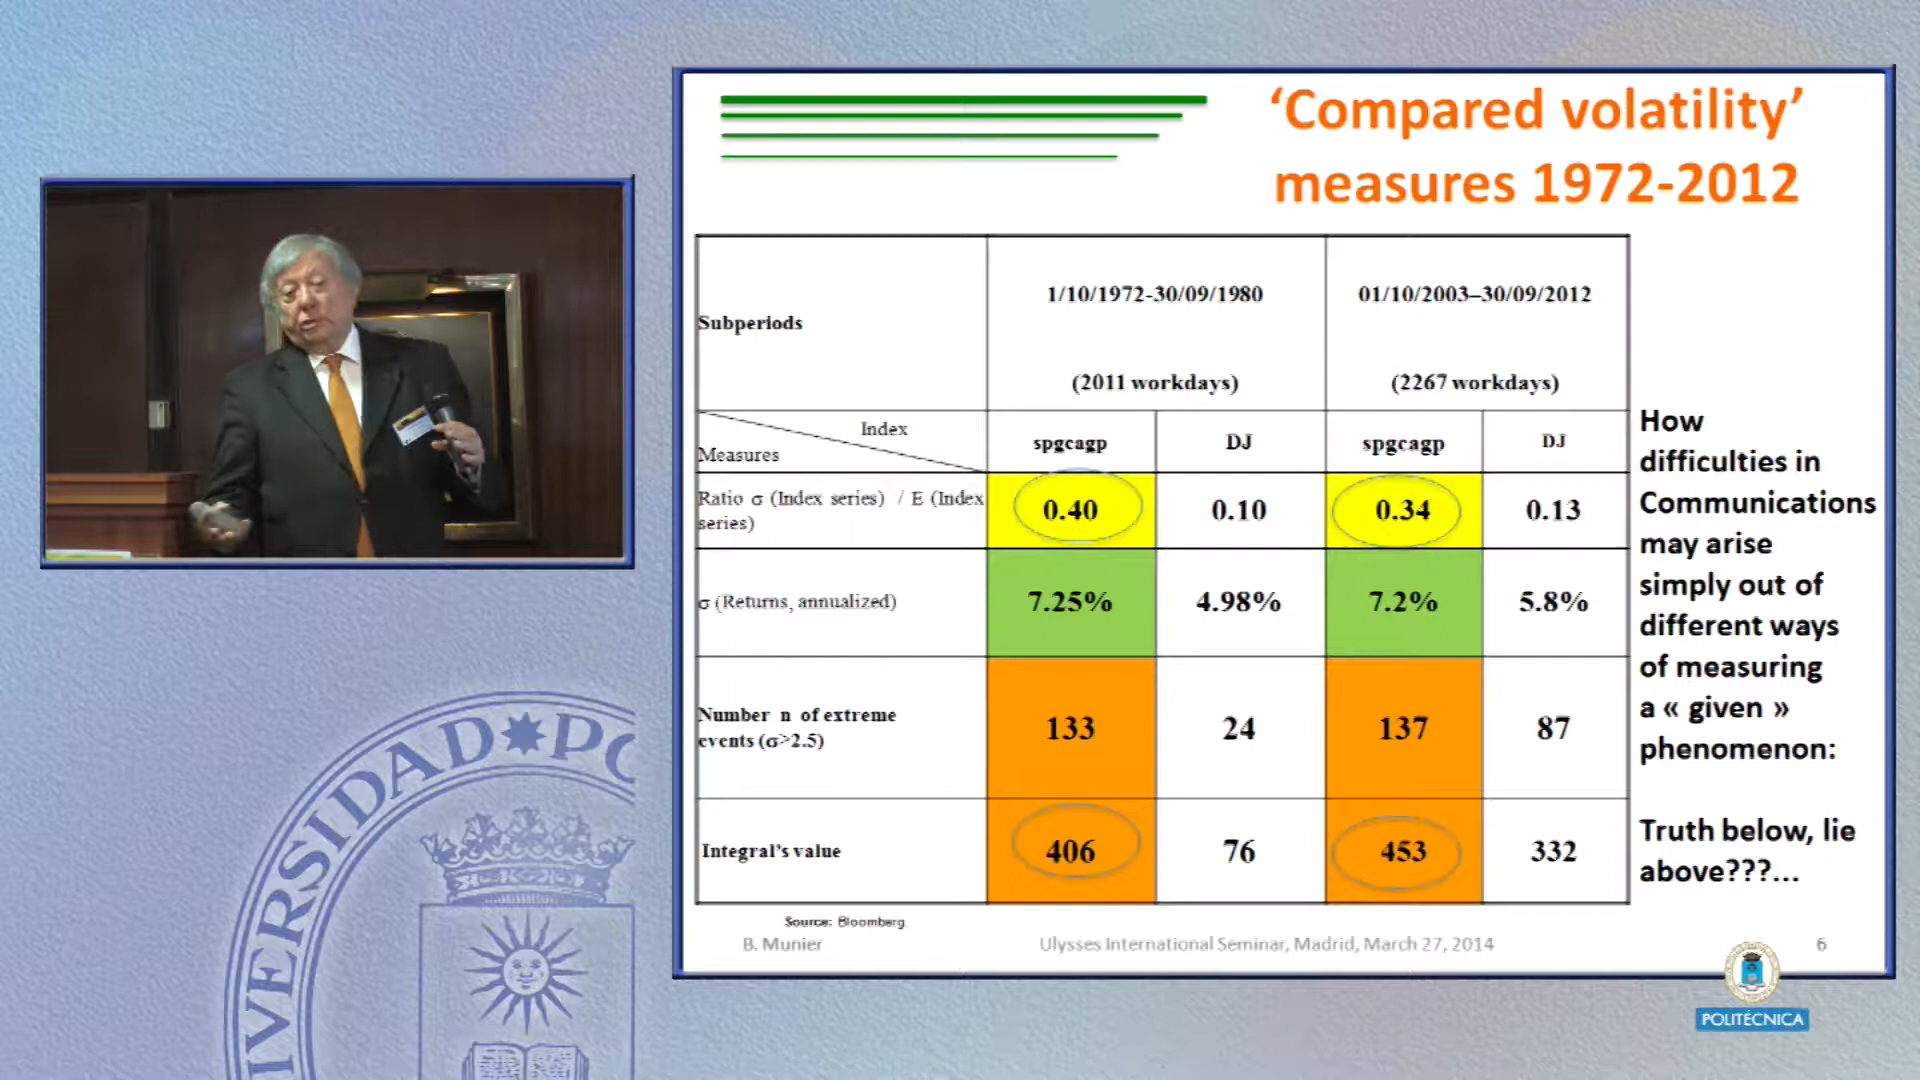 ‘Compared volatility’
measures 1972-2012
Subperiods
1/10/1972-30/09/1980
(2011 workdays)
01/10/2003–30/09/2012
(2267 workdays)
Index
Measures
spgcagp
DJ
spgcagp
DJ
Ratio σ (Index series) / E (Index
series)
0.40
0.10
0.34
0.13
σ (Returns, annualized)
7.25%
4.98%
7.2%
5.8%
Number n of extreme
events (σ>2.5)
133
24
137
87
Integral's value
406
76
453
332
How
difficulties in
Communications
may arise
simply out of
different ways
of measuring
a « given »
phenomenon:
Truth below, lie
above???...
Source: Bloomberg.
B. Munier
Ulysses International Seminar, Madrid, March 27, 2014
6
POLITÉCNICA
IVERSIDAD PO